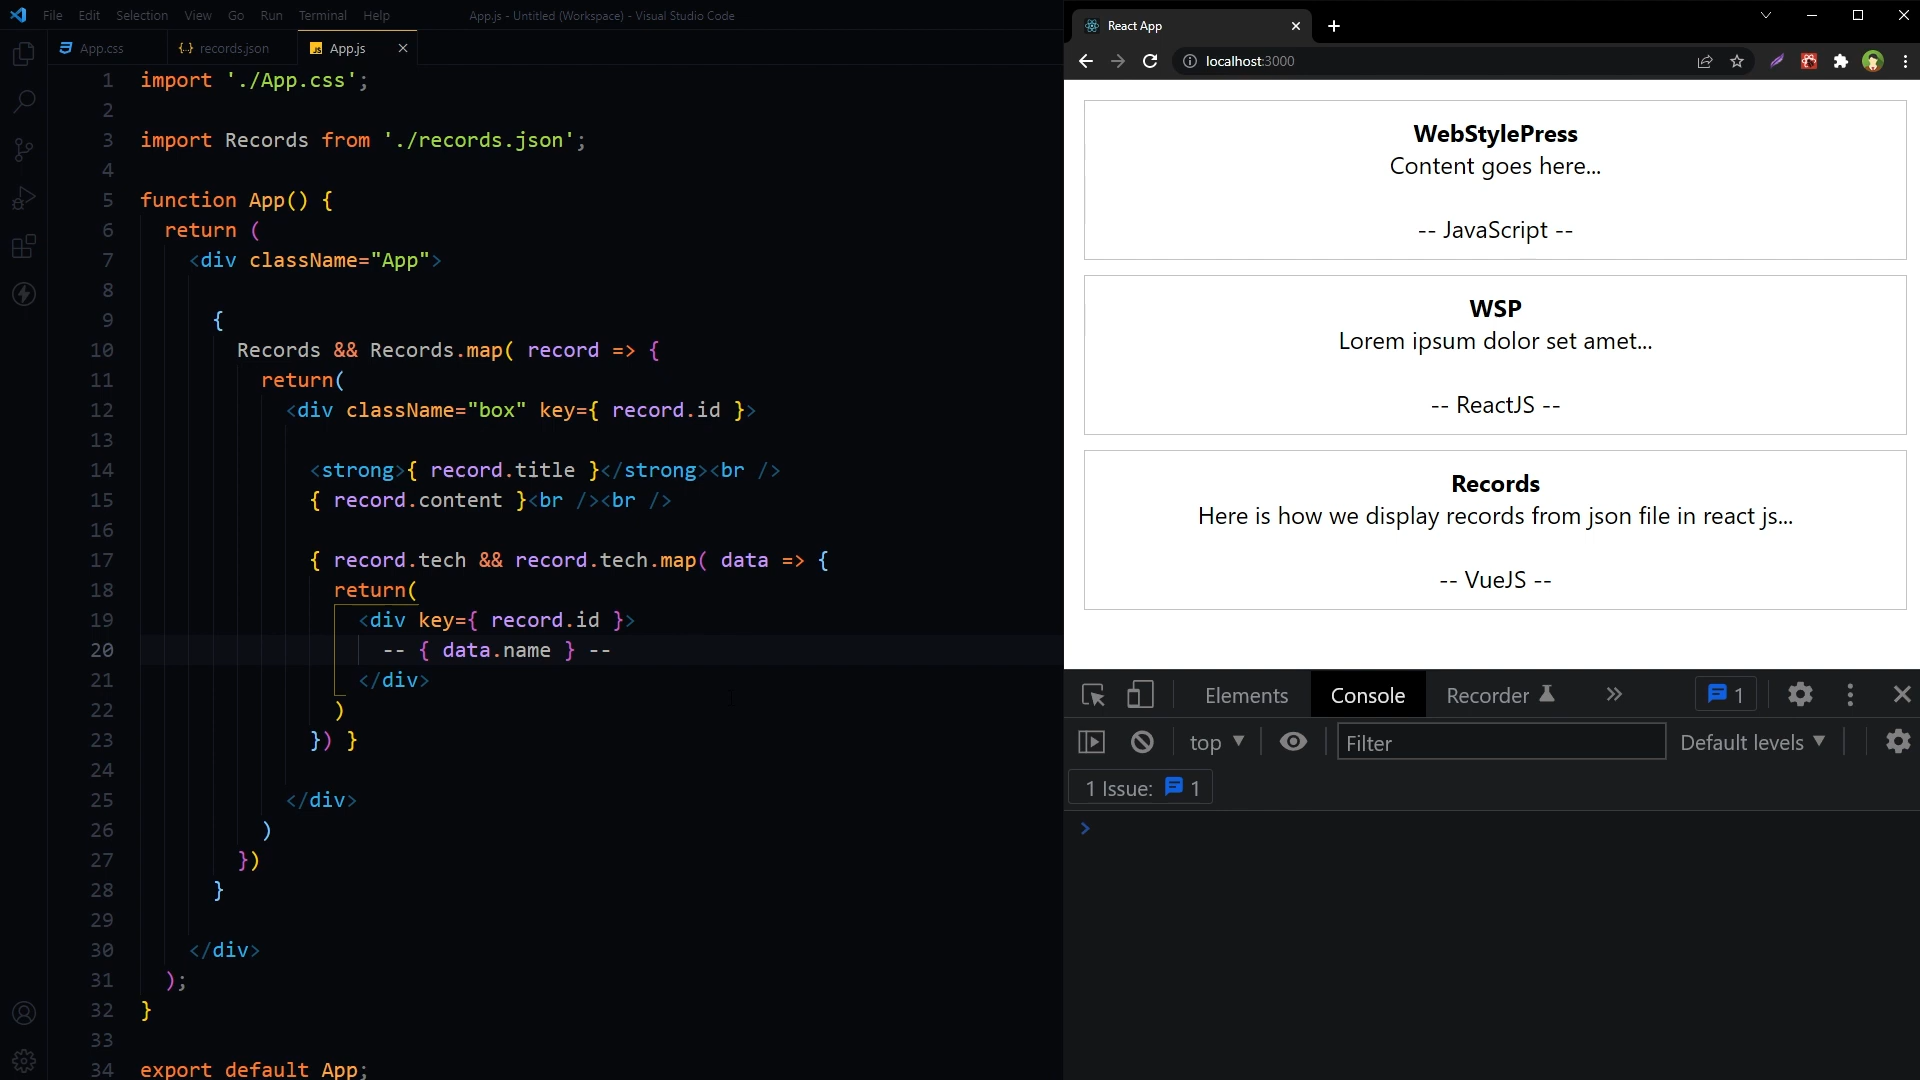 File Edit Selection View Go Run Terminal Help App.js - Untitled (Workspace) - Visual Studio Code
App.css records.json App.js
1 import './App.css';
2
3 import Records from './records.json';
4
5 function App() {
6 return (
7 <div className="App">
8
9 {
10 Records && Records.map( record => {
11 return(
12 <div className="box" key={ record.id }>
13
14 <strong>{ record.title }</strong><br />
15 { record.content }<br /><br />
16
17 { record.tech && record.tech.map( data => {
18 return(
19 <div key={ record.id }>
20 -- { data.name } --
21 </div>
22 )
23 }) }
24
25 </div>
26 )
27 })
28 }
29
30 </div>
31 );
32 }
33
34 export default App;
React App
localhost:3000
WebStylePress
Content goes here...
-- JavaScript --
WSP
Lorem ipsum dolor set amet...
-- ReactJS --
Records
Here is how we display records from json file in react js...
-- VueJS --
Elements Console Recorder 1
top Filter Default levels
1 Issue: 1